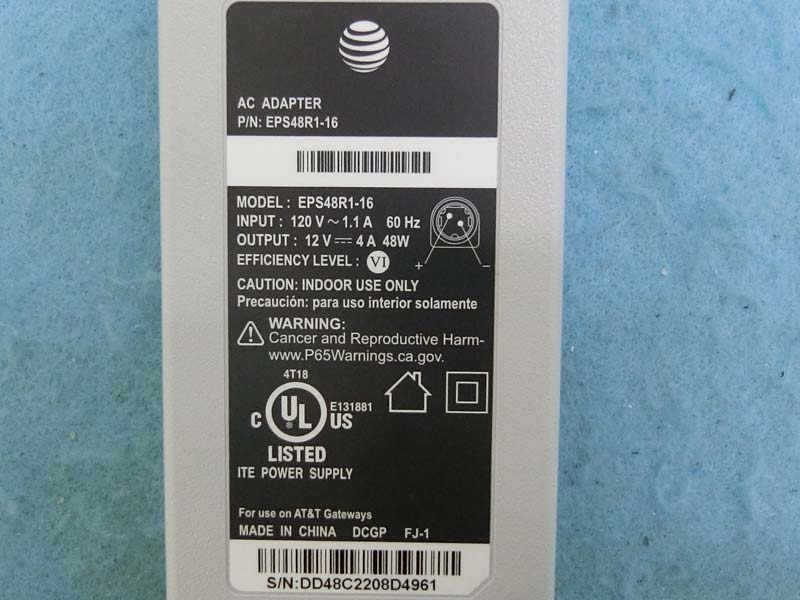 AC ADAPTER
P/N: EPS48R1-16
MODEL : EPS48R1-16
INPUT : 120 V ~ 1.1 A 60 Hz
OUTPUT : 12 V ⎓ 4 A 48W
+ −
EFFICIENCY LEVEL : VI
CAUTION: INDOOR USE ONLY
Precaución: para uso interior solamente
WARNING:
Cancer and Reproductive Harm-
www.P65Warnings.ca.gov.
4T18
C UL ® US E131881
LISTED
ITE POWER SUPPLY
For use on AT&T Gateways
MADE IN CHINA DCGP FJ-1
S/N:DD48C2208D4961